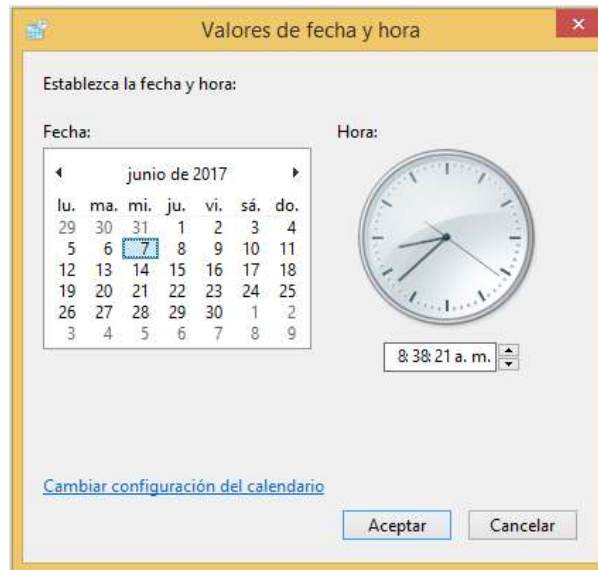 Valores de fecha y hora
Establezca la fecha y hora:
Fecha:
Hora:
junio de 2017
lu. ma. mi. ju. vi. sá. do.
29 30 31 1 2 3 4
5 6 7 8 9 10 11
12 13 14 15 16 17 18
19 20 21 22 23 24 25
26 27 28 29 30 1 2
3 4 5 6 7 8 9
8:38:21 a. m.
Cambiar configuración del calendario
Aceptar
Cancelar